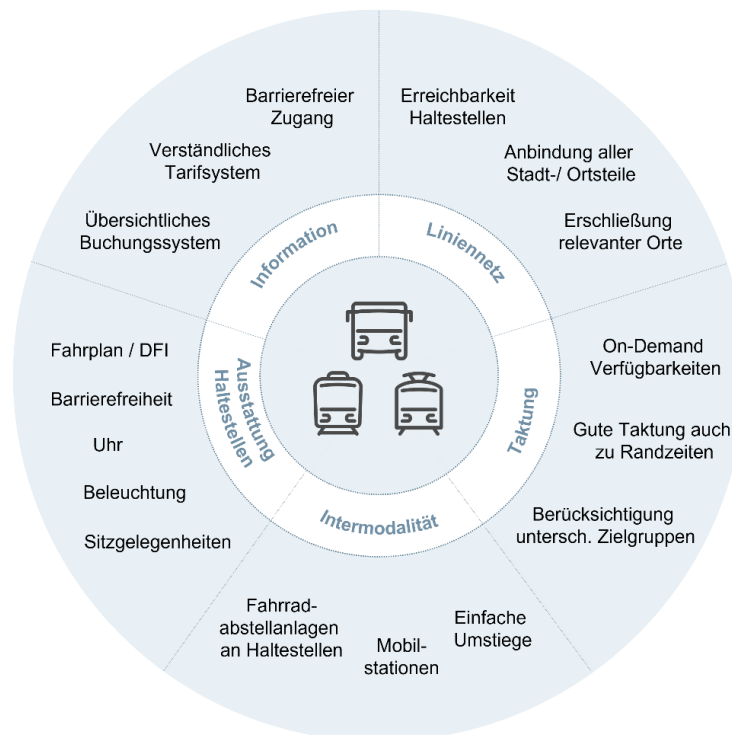 Barrierefreier
Zugang
Verständliches
Tarifsystem
Übersichtliches
Buchungssystem
Information
Erreichbarkeit
Haltestellen
Anbindung aller
Stadt-/ Ortsteile
Erschließung
relevanter Orte
Liniennetz
On-Demand
Verfügbarkeiten
Gute Taktung auch
zu Randzeiten
Berücksichtigung
untersch. Zielgruppen
Taktung
Intermodalität
Einfache
Umstiege
Mobil-
stationen
Fahrrad-
abstellanlagen
an Haltestellen
Ausstattung
Haltestellen
Fahrplan / DFI
Barrierefreiheit
Uhr
Beleuchtung
Sitzgelegenheiten